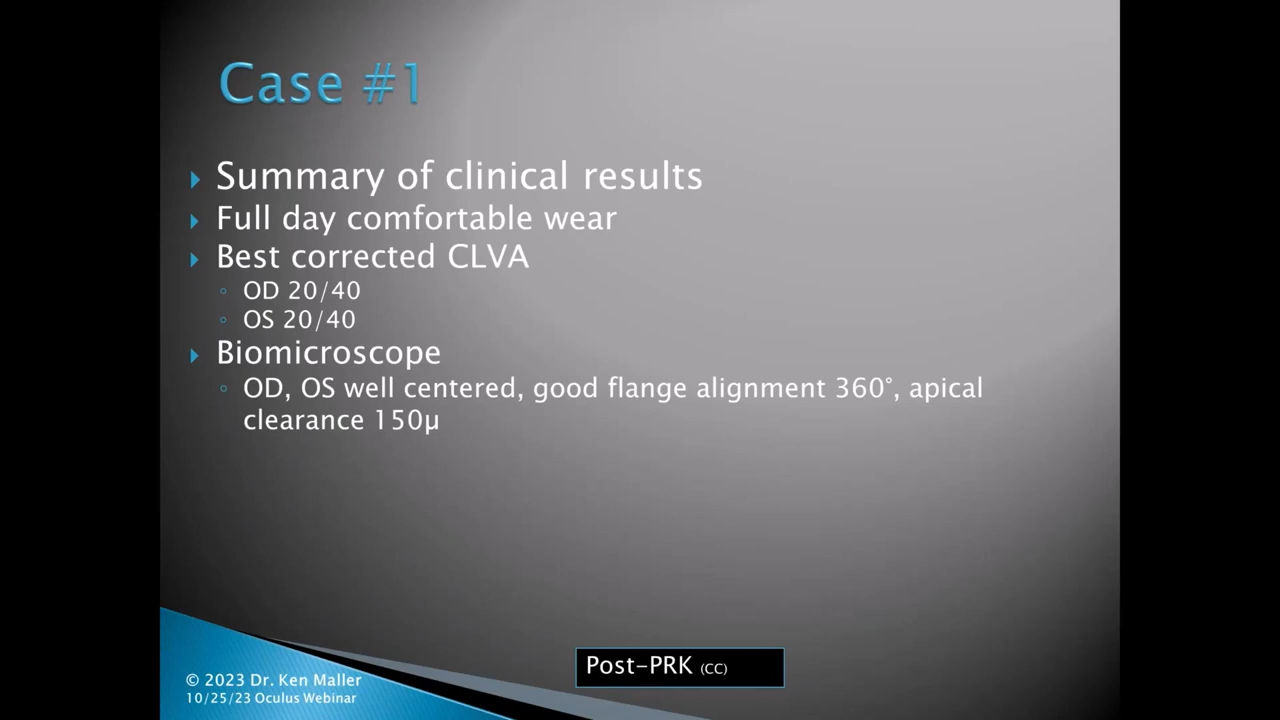 Case #1
Summary of clinical results
Full day comfortable wear
Best corrected CLVA
OD 20/40
OS 20/40
Biomicroscope
OD, OS well centered, good flange alignment 360°, apical
clearance 150µ
Post-PRK (CC)
© 2023 Dr. Ken Maller
10/25/23 Oculus Webinar